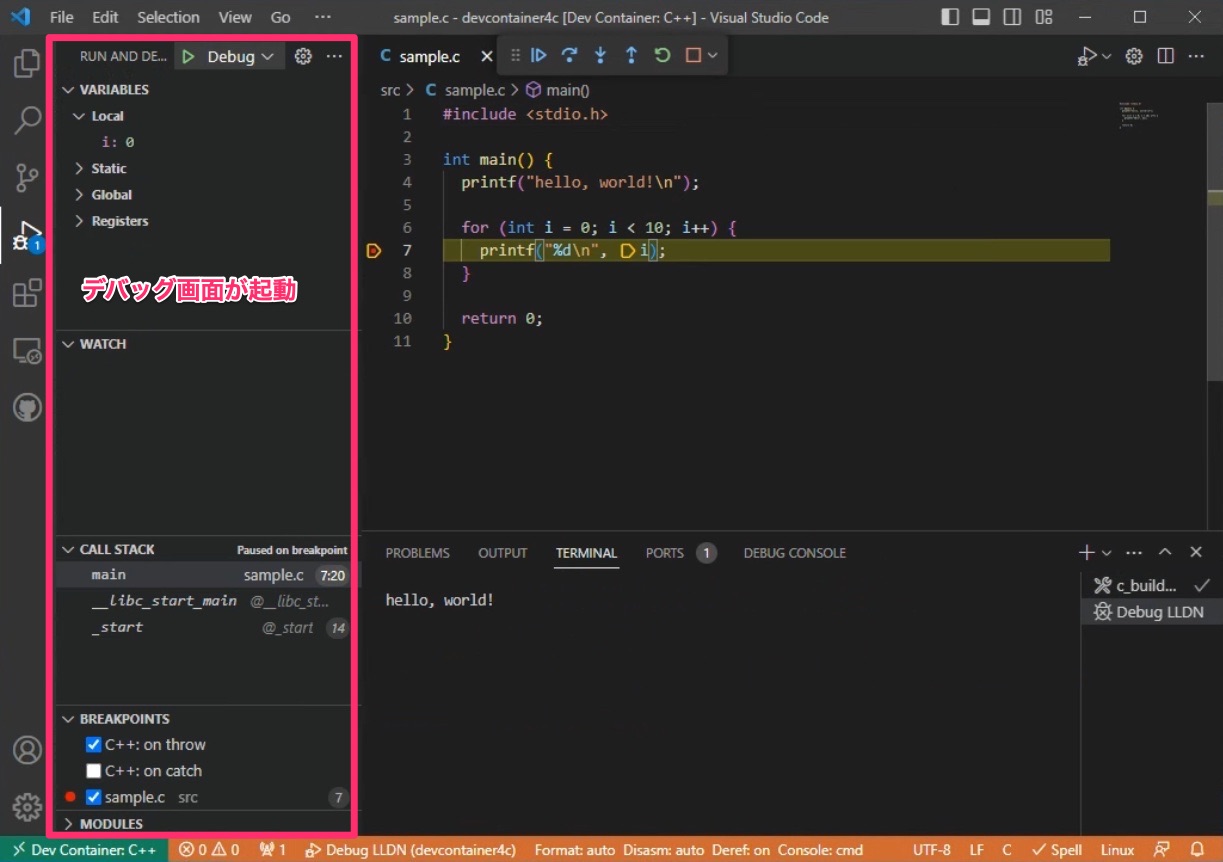 File Edit Selection View Go ··· sample.c - devcontainer4c [Dev Container: C++] - Visual Studio Code
RUN AND DE... Debug ···
sample.c
VARIABLES
Local
i: 0
Static
Global
Registers
1
デバッグ画面が起動
WATCH
CALL STACK Paused on breakpoint
main sample.c 7:20
__libc_start_main @__libc_st...
_start @_start 14
BREAKPOINTS
C++: on throw
C++: on catch
sample.c src 7
MODULES
src > C sample.c > main()
1 #include <stdio.h>
2
3 int main() {
4 printf("hello, world!\n");
5
6 for (int i = 0; i < 10; i++) {
7 printf("%d\n", i);
8 }
9
10 return 0;
11 }
PROBLEMS OUTPUT TERMINAL PORTS 1 DEBUG CONSOLE
hello, world!
c_build...
Debug LLDN
Dev Container: C++ 0 0 1 Debug LLDN (devcontainer4c) Format: auto Disasm: auto Deref: on Console: cmd UTF-8 LF C Spell Linux